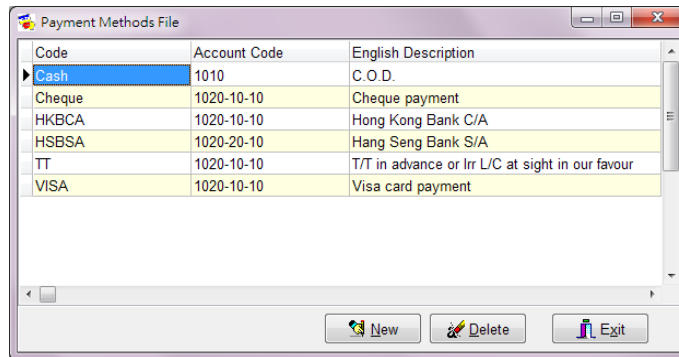 Payment Methods File
Code Account Code English Description
Cash 1010 C.O.D.
Cheque 1020-10-10 Cheque payment
HKBCA 1020-10-10 Hong Kong Bank C/A
HSBSA 1020-20-10 Hang Seng Bank S/A
TT 1020-10-10 T/T in advance or Irr L/C at sight in our favour
VISA 1020-10-10 Visa card payment
New Delete Exit